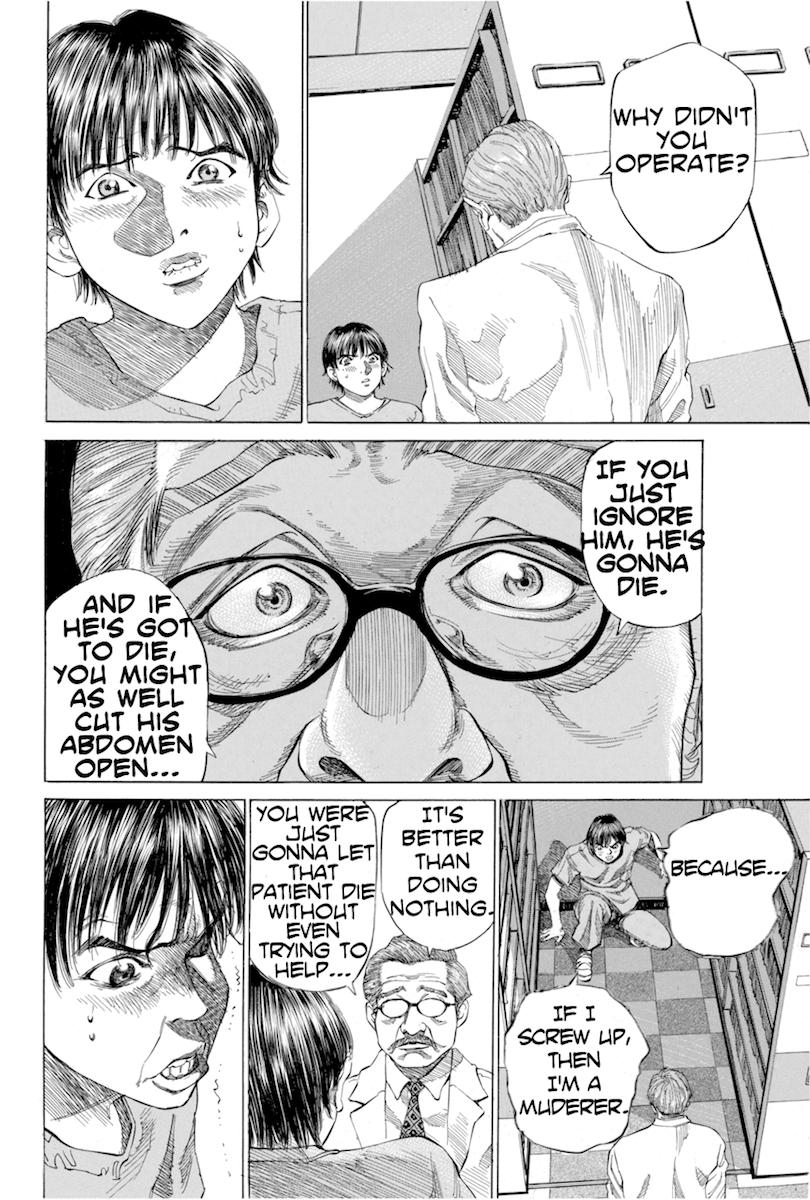 WHY DIDN'T
YOU
OPERATE?
IF YOU
JUST
IGNORE
HIM, HE'S
GONNA
DIE.
AND IF
HE'S GOT
TO DIE,
YOU MIGHT
AS WELL
CUT HIS
ABDOMEN
OPEN...
BECAUSE...
IF I
SCREW UP,
THEN
I'M A
MUDERER.
IT'S
BETTER
THAN
DOING
NOTHING.
YOU WERE
JUST
GONNA LET
THAT
PATIENT DIE
WITHOUT
EVEN
TRYING TO
HELP...